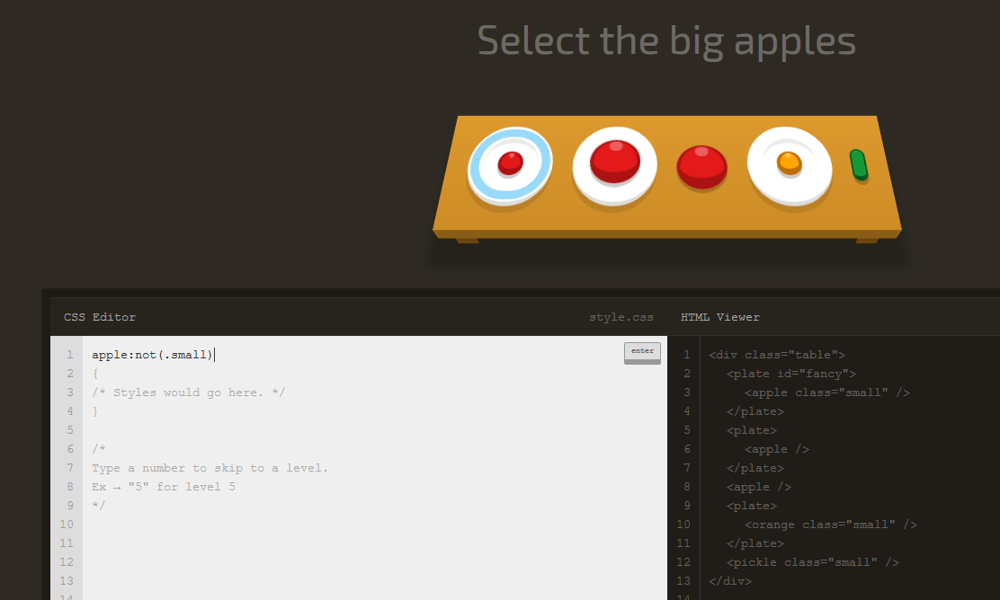 Select the big apples
CSS Editor
style.css
enter
1 apple:not(.small)
2 {
3 /* Styles would go here. */
4 }
5
6 /*
7 Type a number to skip to a level.
8 Ex → "5" for level 5
9 */
10
11
12
13
14
HTML Viewer
1 <div class="table">
2 <plate id="fancy">
3 <apple class="small" />
4 </plate>
5 <plate>
6 <apple />
7 </plate>
8 <apple />
9 <plate>
10 <orange class="small" />
11 </plate>
12 <pickle class="small" />
13 </div>
14